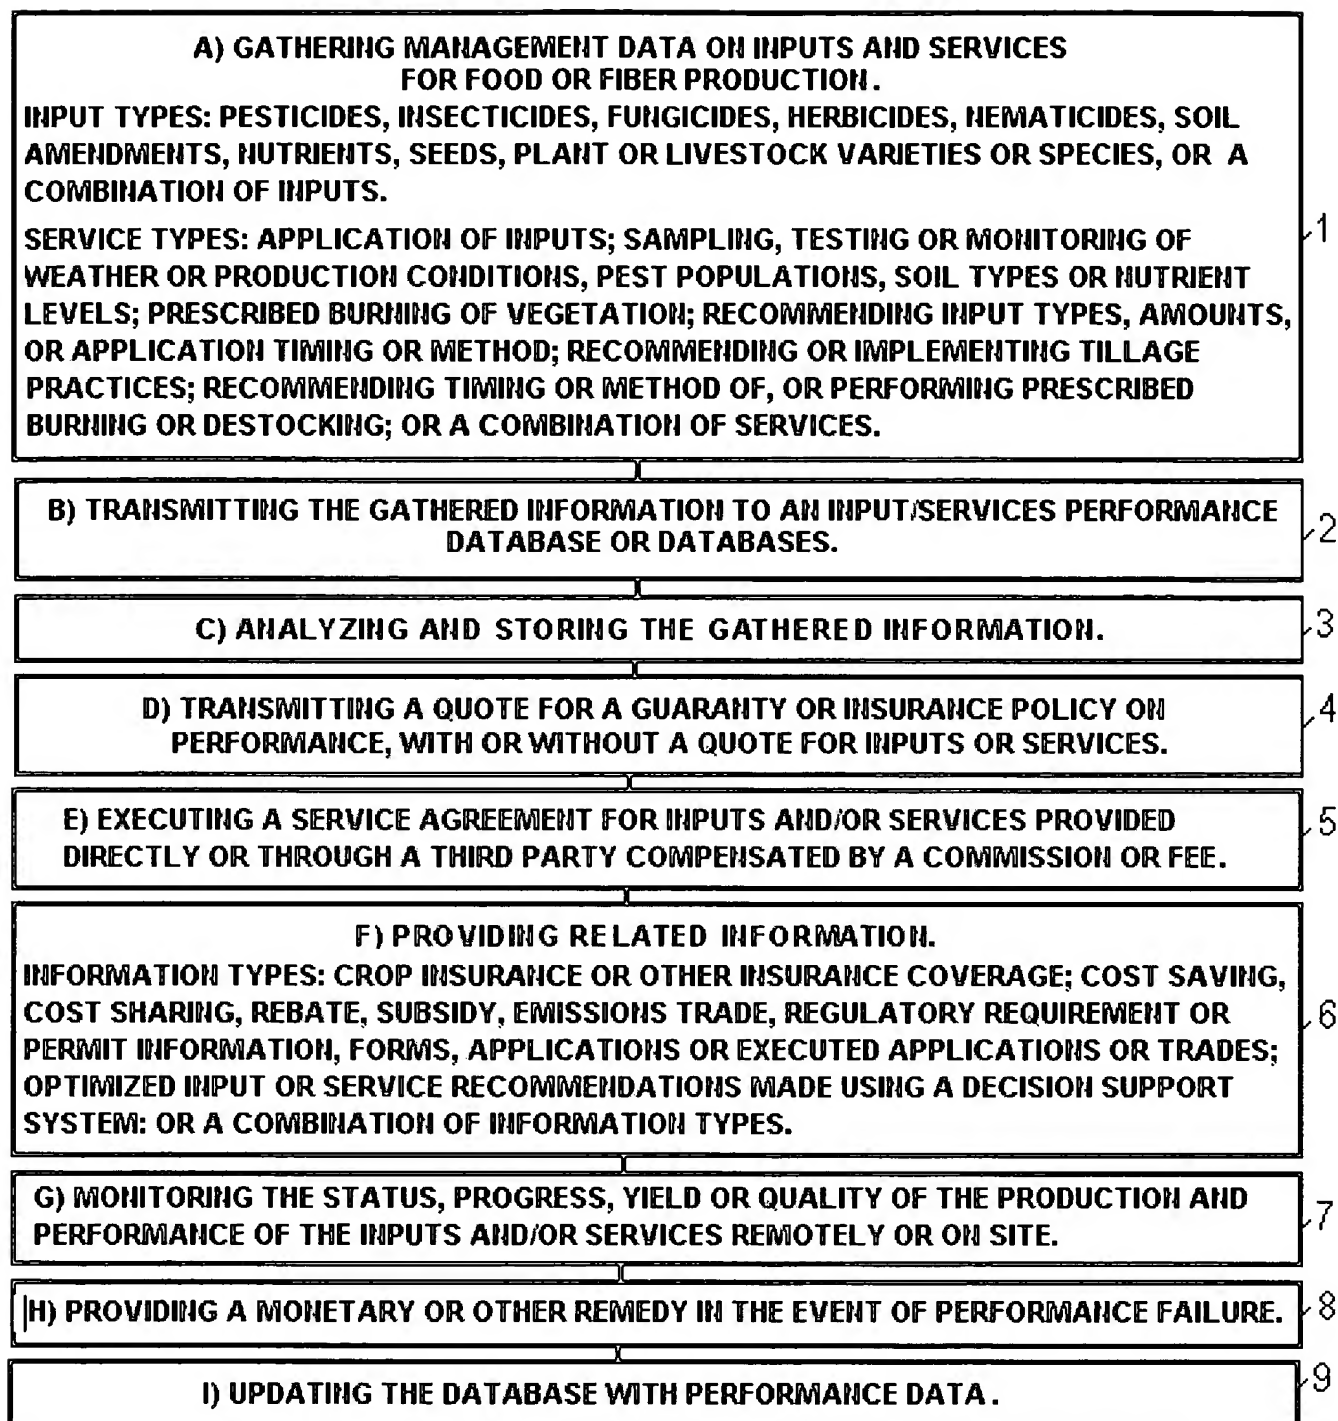 A) GATHERING MANAGEMENT DATA ON INPUTS AND SERVICES
FOR FOOD OR FIBER PRODUCTION.
INPUT TYPES: PESTICIDES, INSECTICIDES, FUNGICIDES, HERBICIDES, NEMATICIDES, SOIL
AMENDMENTS, NUTRIENTS, SEEDS, PLANT OR LIVESTOCK VARIETIES OR SPECIES, OR A
COMBINATION OF INPUTS.
SERVICE TYPES: APPLICATION OF INPUTS; SAMPLING, TESTING OR MONITORING OF
WEATHER OR PRODUCTION CONDITIONS, PEST POPULATIONS, SOIL TYPES OR NUTRIENT
LEVELS; PRESCRIBED BURNING OF VEGETATION; RECOMMENDING INPUT TYPES, AMOUNTS,
OR APPLICATION TIMING OR METHOD; RECOMMENDING OR IMPLEMENTING TILLAGE
PRACTICES; RECOMMENDING TIMING OR METHOD OF, OR PERFORMING PRESCRIBED
BURNING OR DESTOCKING; OR A COMBINATION OF SERVICES.
1
B) TRANSMITTING THE GATHERED INFORMATION TO AN INPUT/SERVICES PERFORMANCE
DATABASE OR DATABASES.
2
C) ANALYZING AND STORING THE GATHERED INFORMATION.
3
D) TRANSMITTING A QUOTE FOR A GUARANTY OR INSURANCE POLICY ON
PERFORMANCE, WITH OR WITHOUT A QUOTE FOR INPUTS OR SERVICES.
4
E) EXECUTING A SERVICE AGREEMENT FOR INPUTS AND/OR SERVICES PROVIDED
DIRECTLY OR THROUGH A THIRD PARTY COMPENSATED BY A COMMISSION OR FEE.
5
F) PROVIDING RELATED INFORMATION.
INFORMATION TYPES: CROP INSURANCE OR OTHER INSURANCE COVERAGE; COST SAVING,
COST SHARING, REBATE, SUBSIDY, EMISSIONS TRADE, REGULATORY REQUIREMENT OR
PERMIT INFORMATION, FORMS, APPLICATIONS OR EXECUTED APPLICATIONS OR TRADES;
OPTIMIZED INPUT OR SERVICE RECOMMENDATIONS MADE USING A DECISION SUPPORT
SYSTEM: OR A COMBINATION OF INFORMATION TYPES.
6
G) MONITORING THE STATUS, PROGRESS, YIELD OR QUALITY OF THE PRODUCTION AND
PERFORMANCE OF THE INPUTS AND/OR SERVICES REMOTELY OR ON SITE.
7
H) PROVIDING A MONETARY OR OTHER REMEDY IN THE EVENT OF PERFORMANCE FAILURE.
8
I) UPDATING THE DATABASE WITH PERFORMANCE DATA.
9